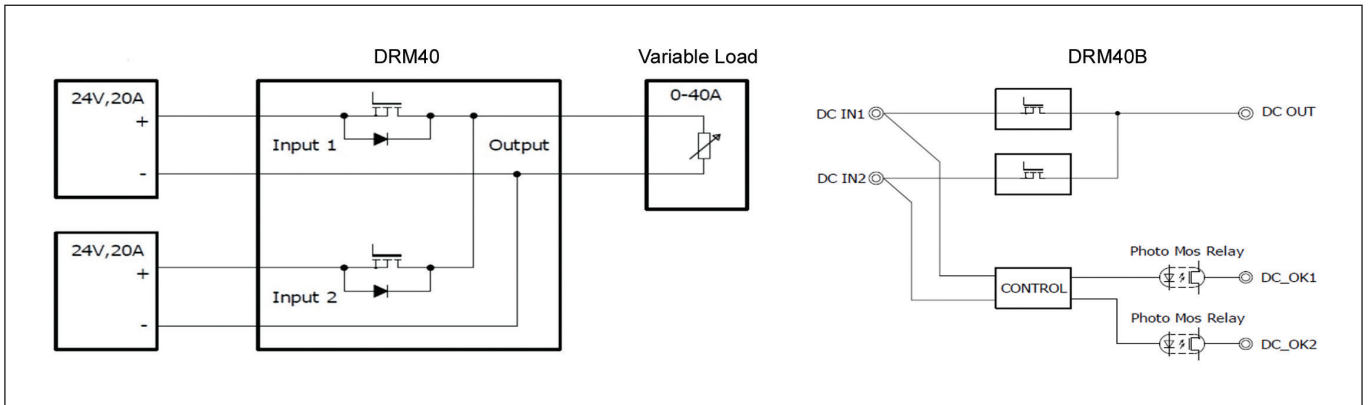 DRM40
Variable Load
DRM40B
24V,20A
+
-
Input 1
Output
0-40A
24V,20A
+
-
Input 2
DC IN1
DC OUT
DC IN2
CONTROL
Photo Mos Relay
DC_OK1
Photo Mos Relay
DC_OK2